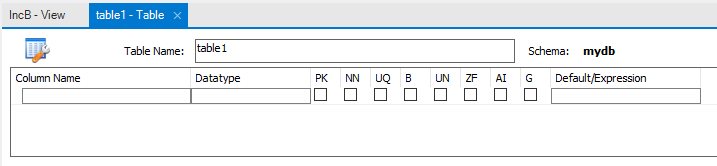 IncB - View table1 - Table ×
Table Name: table1 Schema: mydb
Column Name Datatype PK NN UQ B UN ZF AI G Default/Expression